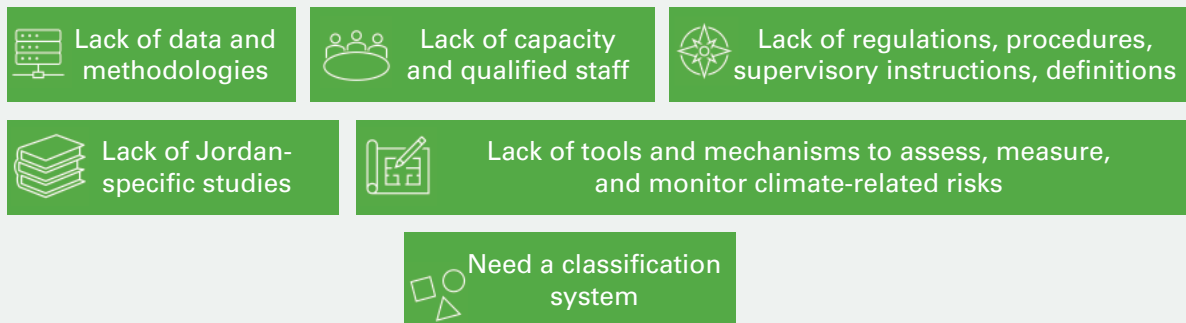 Lack of data and
methodologies
Lack of capacity
and qualified staff
Lack of regulations, procedures,
supervisory instructions, definitions
Lack of Jordan-
specific studies
Lack of tools and mechanisms to assess, measure,
and monitor climate-related risks
Need a classification
system